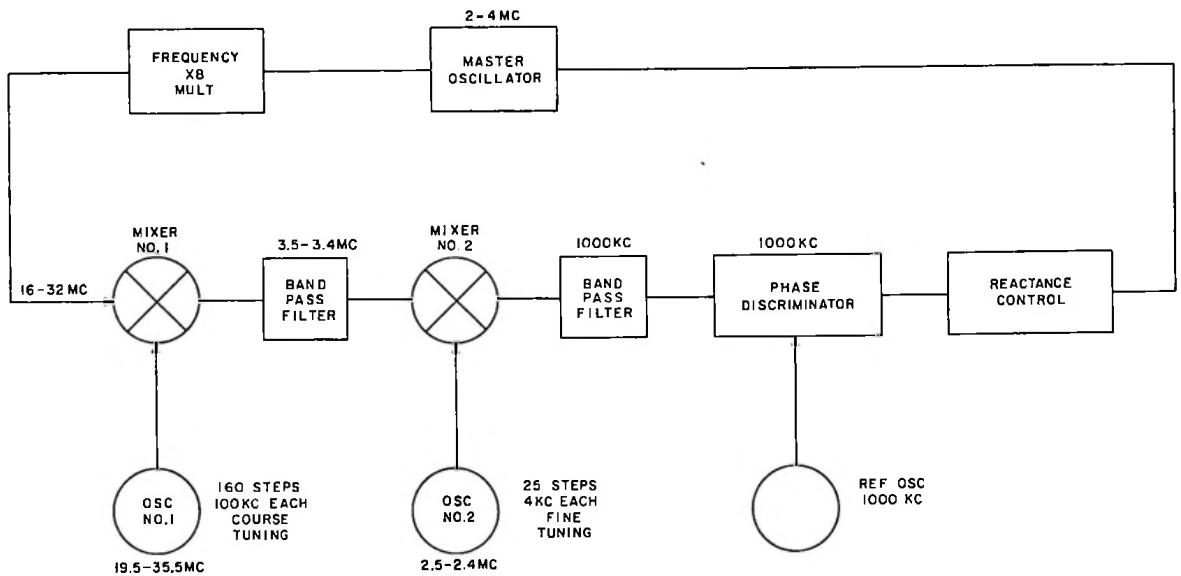 2-4MC
FREQUENCY
X8
MULT
MASTER
OSCILLATOR
MIXER
NO. 1
3.5-3.4MC
MIXER
NO. 2
1000KC
1000KC
16-32 MC
BAND
PASS
FILTER
BAND
PASS
FILTER
PHASE
DISCRIMINATOR
REACTANCE
CONTROL
OSC
NO.1
160 STEPS
100KC EACH
COURSE
TUNING
19.5-35.5MC
OSC
NO.2
25 STEPS
4KC EACH
FINE
TUNING
2.5-2.4MC
REF OSC
1000 KC